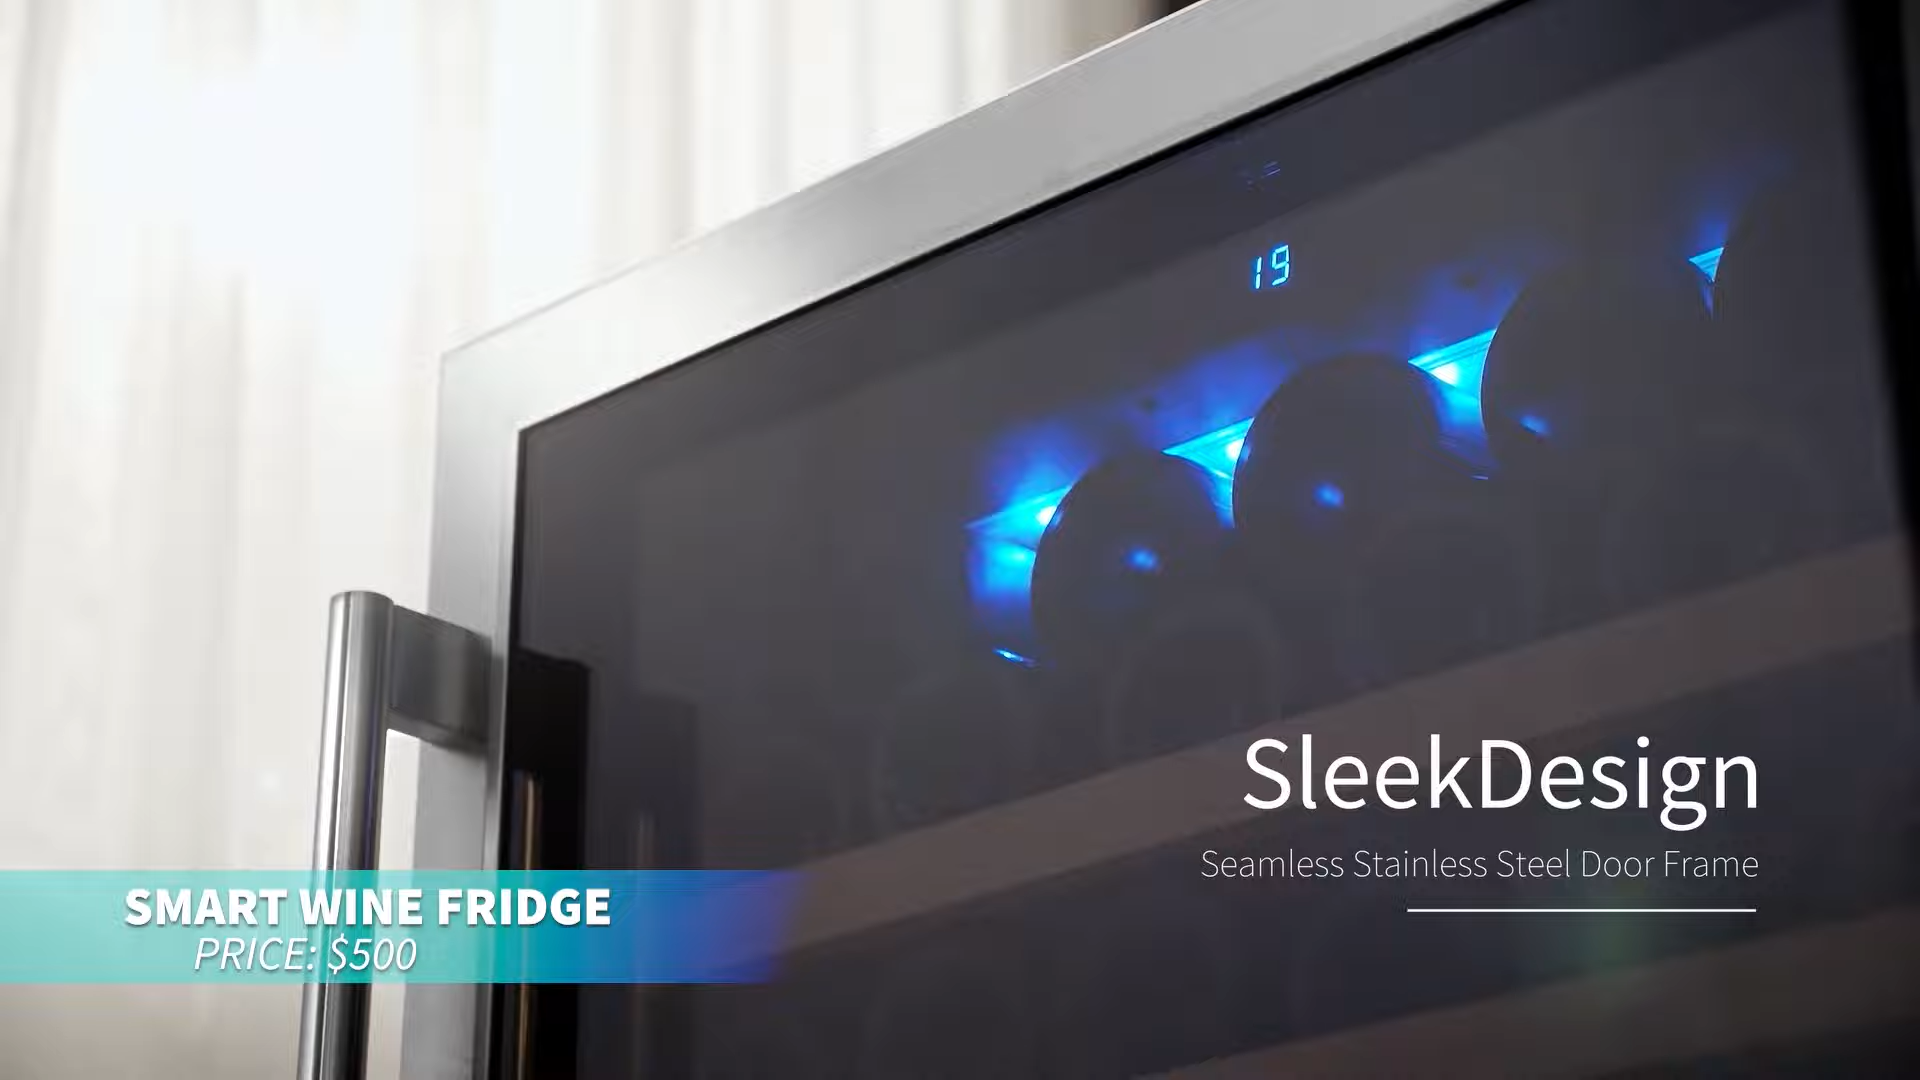 19
SleekDesign
Seamless Stainless Steel Door Frame
SMART WINE FRIDGE
PRICE: $500